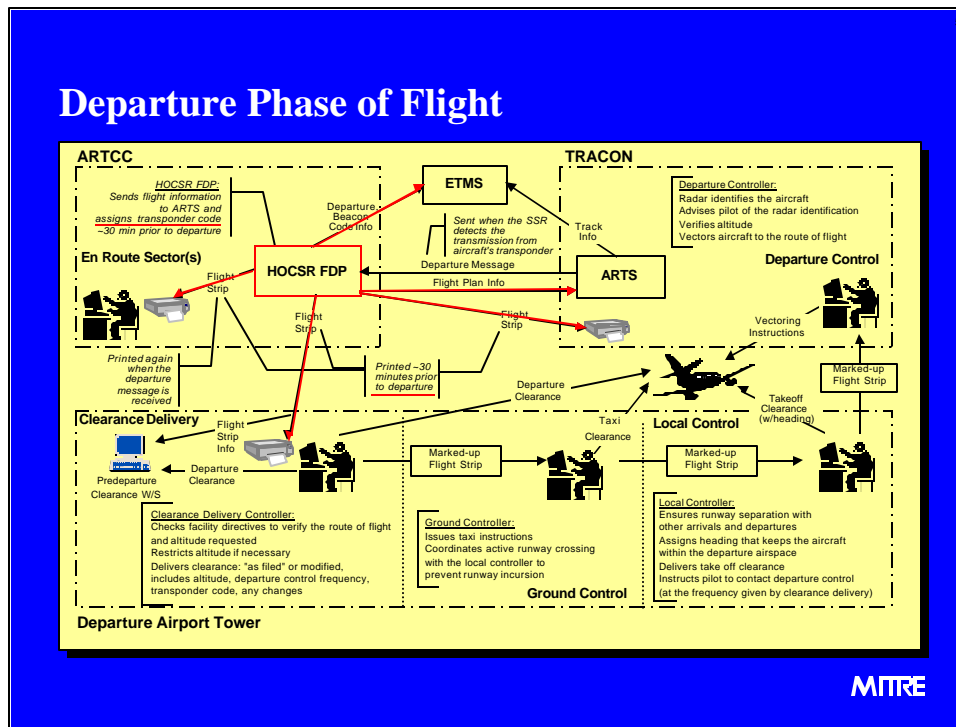 Departure Phase of Flight
ARTCC
HOCSR FDP:
Sends flight information
to ARTS and
assigns transponder code
~30 min prior to departure
En Route Sector(s)
Flight
Strip
HOCSR FDP
Departure,
Beacon
Code Info
ETMS
Sent when the SSR
detects the
transmission from
aircraft's transponder
Departure Message
Flight Plan Info
Track
Info
TRACON
ARTS
Departure Controller:
Radar identifies the aircraft
Advises pilot of the radar identification
Verifies altitude
Vectors aircraft to the route of flight
Departure Control
Flight
Strip
Flight
Strip
Vectoring
Instructions
Printed again
when the
departure
message is
received
Printed ~30
minutes prior
to departure
Marked-up
Flight Strip
Departure
Clearance
Takeoff
Clearance
(w/heading)
Taxi
Clearance
Clearance Delivery
Flight
Strip
Info
Departure
Clearance
Predeparture
Clearance W/S
Marked-up
Flight Strip
Local Control
Marked-up
Flight Strip
Clearance Delivery Controller:
Checks facility directives to verify the route of flight
and altitude requested
Restricts altitude if necessary
Delivers clearance: "as filed" or modified,
includes altitude, departure control frequency,
transponder code, any changes
Ground Controller:
Issues taxi instructions
Coordinates active runway crossing
with the local controller to
prevent runway incursion
Ground Control
Local Controller:
Ensures runway separation with
other arrivals and departures
Assigns heading that keeps the aircraft
within the departure airspace
Delivers take off clearance
Instructs pilot to contact departure control
(at the frequency given by clearance delivery)
Departure Airport Tower
MITRE